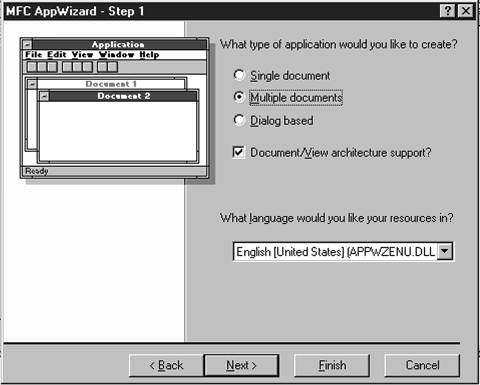 MFC AppWizard - Step 1
Application
File Edit View Window Help
Document 1
Document 2
Ready
What type of application would you like to create?
Single document
Multiple documents
Dialog based
Document/View architecture support?
What language would you like your resources in?
English [United States] (APPWZENU.DLL
< Back
Next >
Finish
Cancel